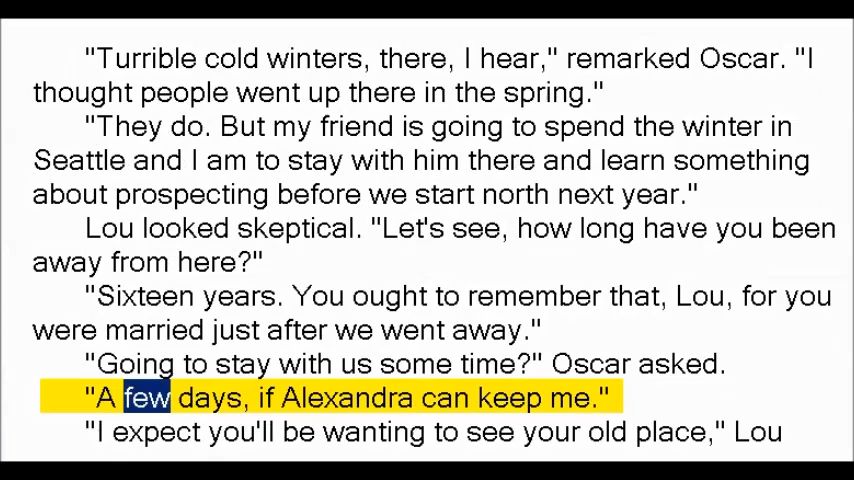 "Turrible cold winters, there, I hear," remarked Oscar. "I
thought people went up there in the spring."
"They do. But my friend is going to spend the winter in
Seattle and I am to stay with him there and learn something
about prospecting before we start north next year."
Lou looked skeptical. "Let's see, how long have you been
away from here?"
"Sixteen years. You ought to remember that, Lou, for you
were married just after we went away."
"Going to stay with us some time?" Oscar asked.
"A few days, if Alexandra can keep me."
"I expect you'll be wanting to see your old place," Lou